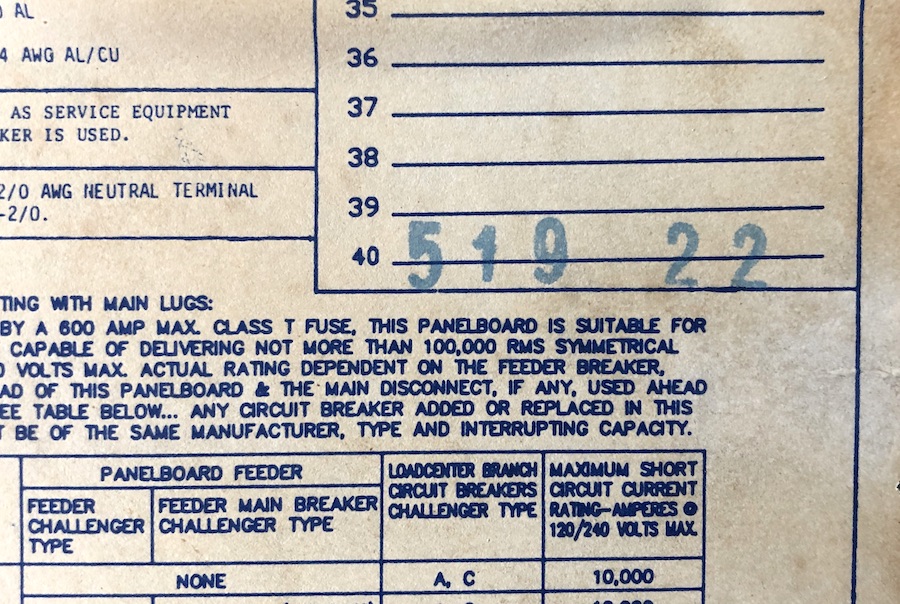 AL.
4 AWG AL/CU
AS SERVICE EQUIPMENT
KER IS USED.
2/0 AWG NEUTRAL TERMINAL
-2/0.
35
36
37
38
39
40
519 22
TING WITH MAIN LUGS:
BY A 600 AMP MAX. CLASS T FUSE, THIS PANELBOARD IS SUITABLE FOR
CAPABLE OF DELIVERING NOT MORE THAN 100,000 RMS SYMMETRICAL
0 VOLTS MAX. ACTUAL RATING DEPENDENT ON THE FEEDER BREAKER,
AD OF THIS PANELBOARD & THE MAIN DISCONNECT, IF ANY, USED AHEAD
EE TABLE BELOW... ANY CIRCUIT BREAKER ADDED OR REPLACED IN THIS
T BE OF THE SAME MANUFACTURER, TYPE AND INTERRUPTING CAPACITY.
PANELBOARD FEEDER
FEEDER
CHALLENGER
TYPE
FEEDER MAIN BREAKER
CHALLENGER TYPE
LOADCENTER BRANCH
CIRCUIT BREAKERS
CHALLENGER TYPE
MAXIMUM SHORT
CIRCUIT CURRENT
RATING-AMPERES @
120/240 VOLTS MAX.
NONE
A, C
10,000